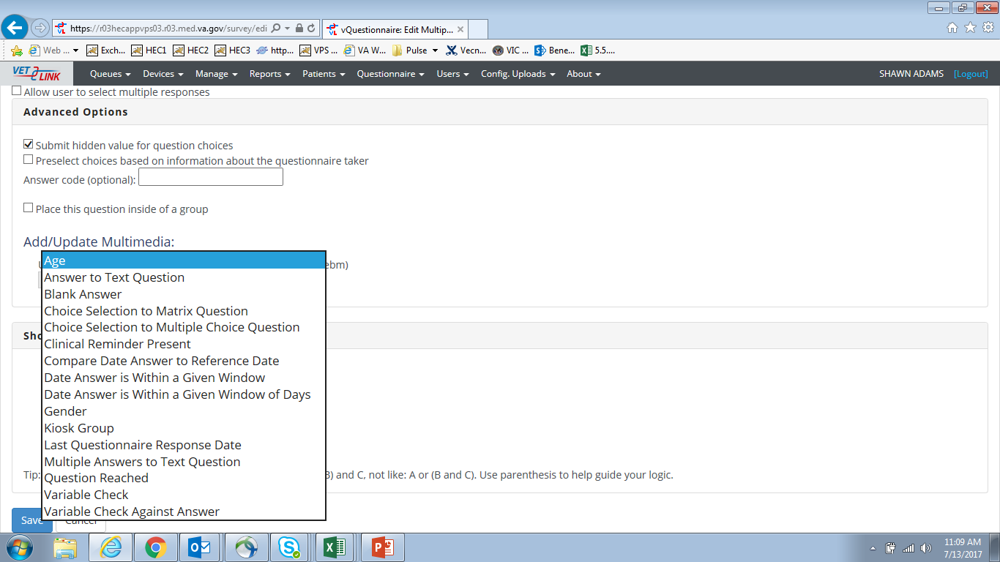 https://r03hecappvps03.r03.med.va.gov/survey/edi
vQuestionnaire: Edit Multip...
Web ...
Exch...
HEC1
HEC2
HEC3
http...
VPS ...
VA W...
Pulse
Vecn...
VIC ...
Bene...
5.5....
VET LINK
Queues
Devices
Manage
Reports
Patients
Questionnaire
Users
Config. Uploads
About
SHAWN ADAMS
[Logout]
Allow user to select multiple responses
Advanced Options
Submit hidden value for question choices
Preselect choices based on information about the questionnaire taker
Answer code (optional):
Place this question inside of a group
Add/Update Multimedia:
ebm)
Age
Answer to Text Question
Blank Answer
Choice Selection to Matrix Question
Choice Selection to Multiple Choice Question
Clinical Reminder Present
Compare Date Answer to Reference Date
Date Answer is Within a Given Window
Date Answer is Within a Given Window of Days
Gender
Kiosk Group
Last Questionnaire Response Date
Multiple Answers to Text Question
Question Reached
Variable Check
Variable Check Against Answer
Sho
Tip: B) and C, not like: A or (B and C). Use parenthesis to help guide your logic.
Save
Cancel
11:09 AM
7/13/2017